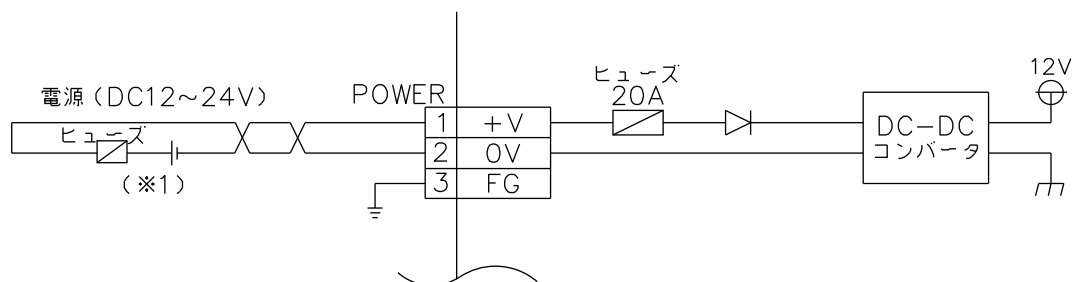 電源（DC12～24V）
ヒューズ
（※1）
POWER
1 +V
2 0V
3 FG
ヒューズ
20A
DC-DC
コンバータ
12V